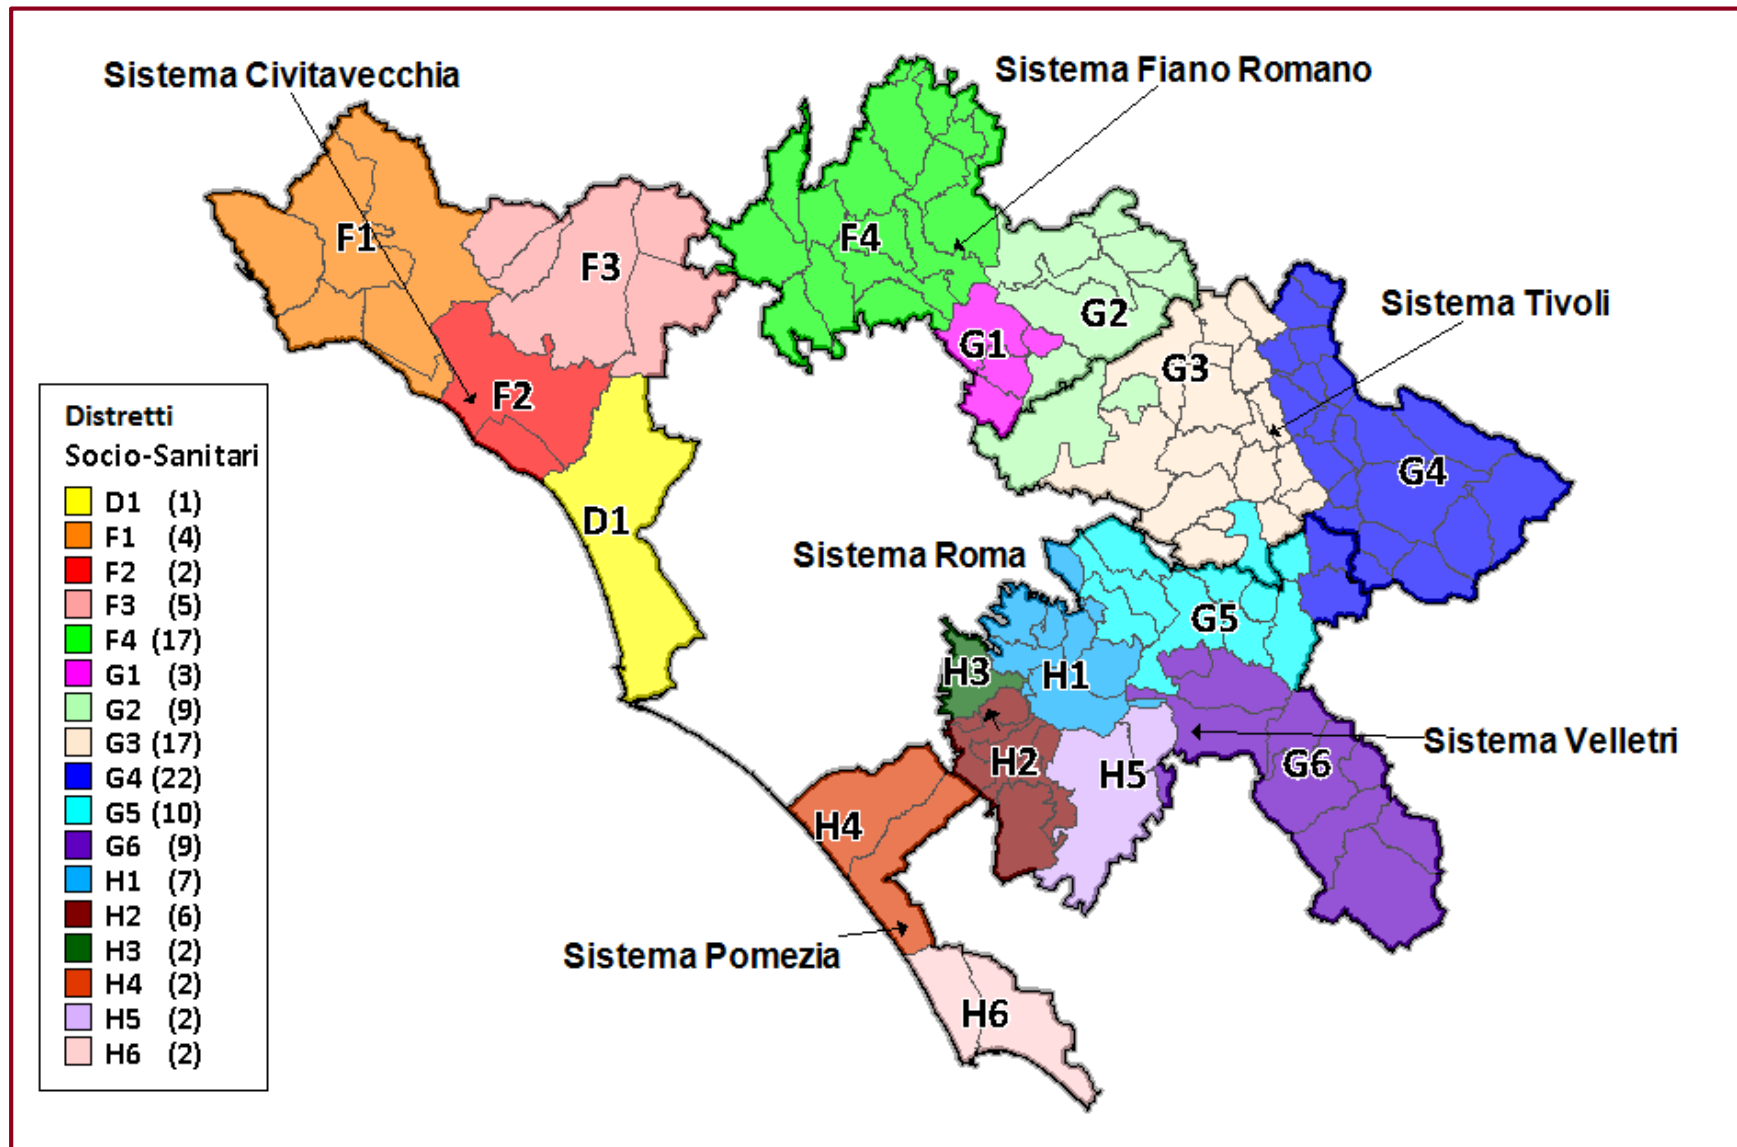 Sistema Civitavecchia
Sistema Fiano Romano
F1
F3
F4
G2
Sistema Tivoli
G1
G3
F2
G4
D1
Sistema Roma
G5
H3
H1
Sistema Velletri
H2
H5
G6
H4
Sistema Pomezia
H6
Distretti
Socio-Sanitari
D1 (1)
F1 (4)
F2 (2)
F3 (5)
F4 (17)
G1 (3)
G2 (9)
G3 (17)
G4 (22)
G5 (10)
G6 (9)
H1 (7)
H2 (6)
H3 (2)
H4 (2)
H5 (2)
H6 (2)